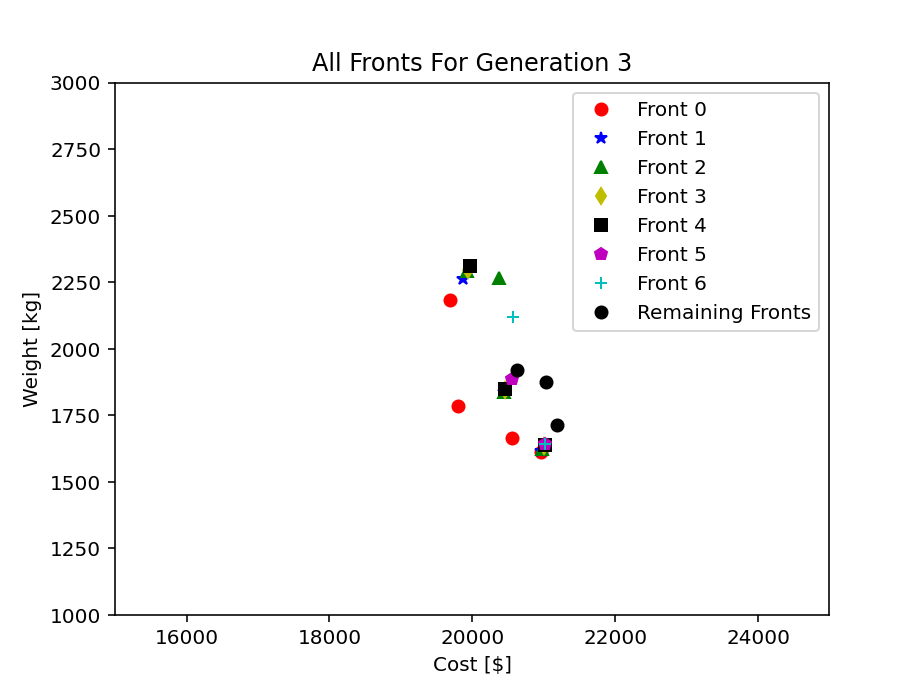 All Fronts For Generation 3
3000
2750
2500
2250
2000
1750
1500
1250
1000
Weight [kg]
Front 0
Front 1
Front 2
Front 3
Front 4
Front 5
Front 6
Remaining Fronts
16000 18000 20000 22000 24000
Cost [$]